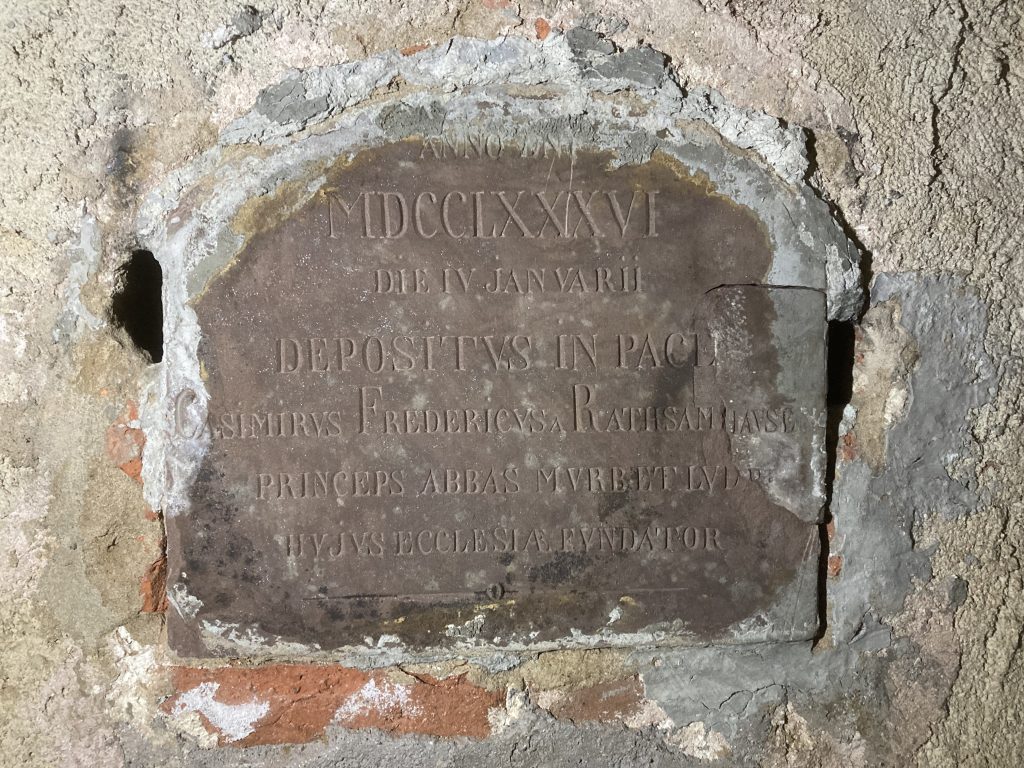 ANNO DNI
MDCCLXXXVI
DIE IV JANVARII
DEPOSITVS IN PACE
CASIMIRVS FREDERICVS A RATHSAMHAVSE
PRINCEPS ABBAS MVRB. ET LVD
HVJVS ECCLESIÆ FVNDATOR